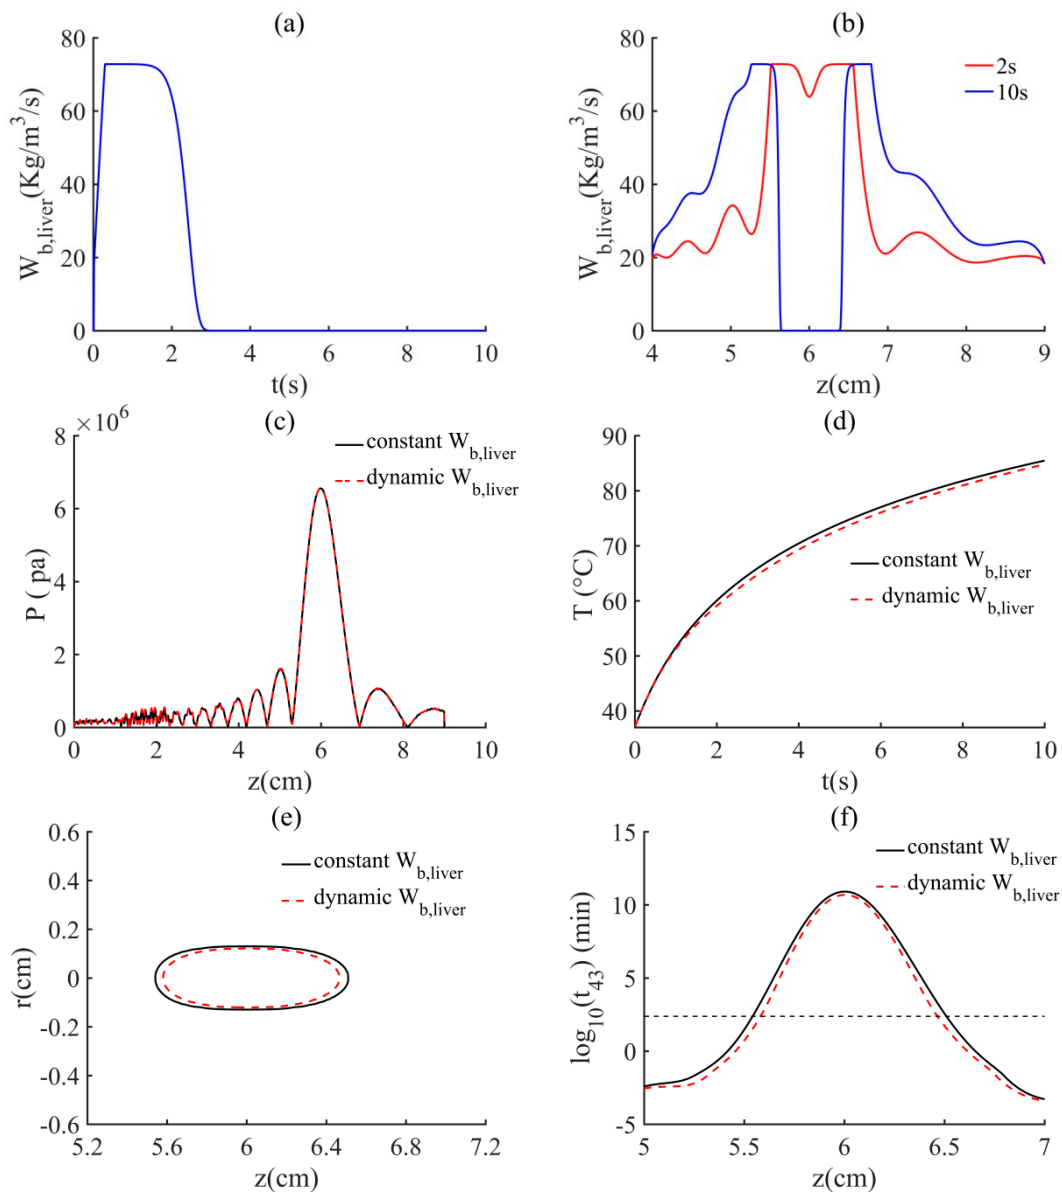 (a)
W_b,liver(Kg/m^3/s)
80
60
40
20
0
0 2 4 6 8 10
t(s)
(b)
W_b,liver(Kg/m^3/s)
80
60
40
20
0
2s
10s
4 5 6 7 8 9
z(cm)
(c)
×10^6
P ( pa)
8
6
4
2
0
constant W_b,liver
dynamic W_b,liver
0 2 4 6 8 10
z(cm)
(d)
T (°C)
90
80
70
60
50
40
constant W_b,liver
dynamic W_b,liver
0 2 4 6 8 10
t(s)
(e)
r(cm)
0.6
0.4
0.2
0
-0.2
-0.4
-0.6
constant W_b,liver
dynamic W_b,liver
5.2 5.6 6 6.4 6.8 7.2
z(cm)
(f)
log_10(t_43) (min)
15
10
5
0
-5
constant W_b,liver
dynamic W_b,liver
5 5.5 6 6.5 7
z(cm)